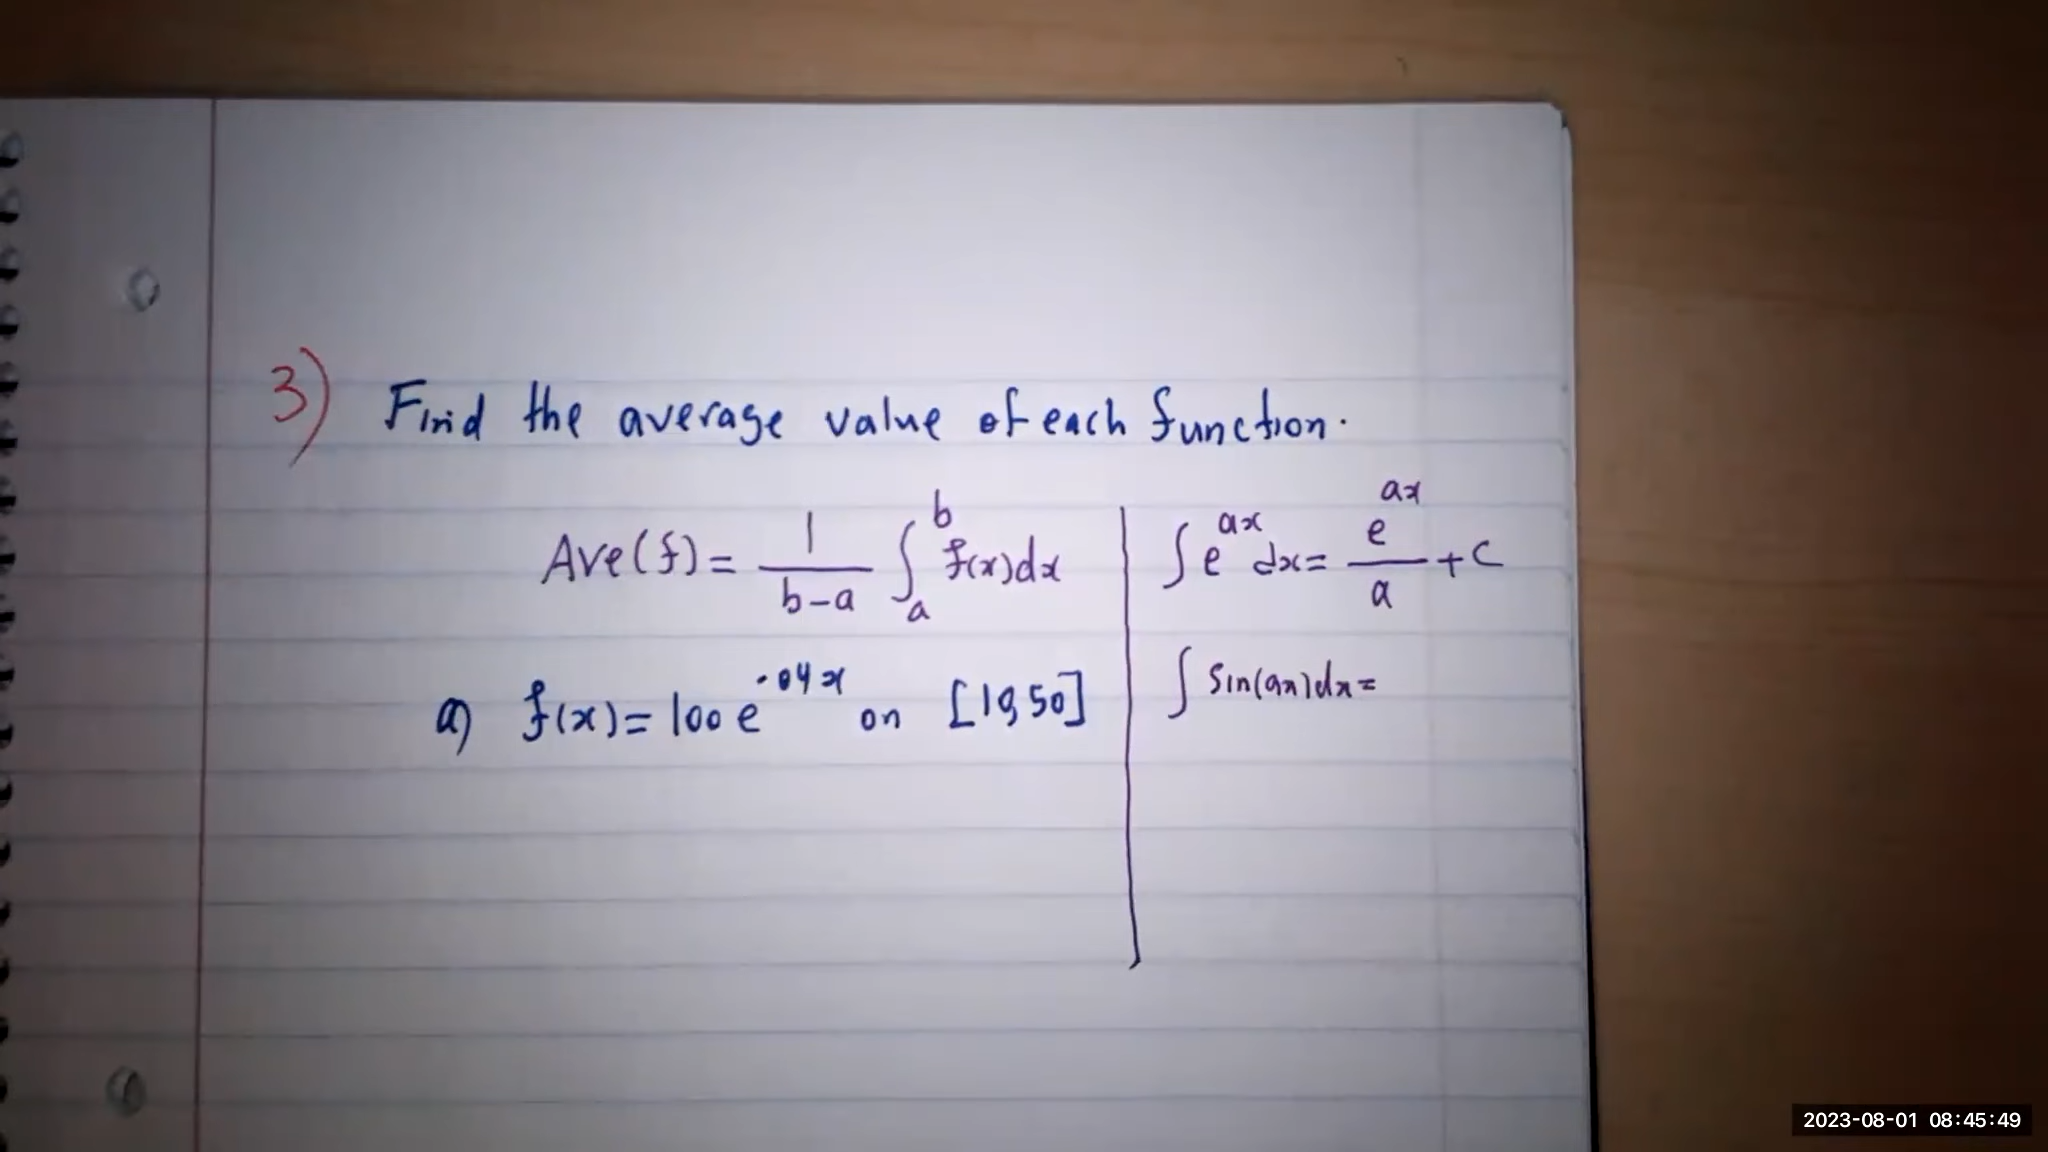 3) Find the average value of each function.
Ave(f) = 1/(b-a) ∫_a^b f(x)dx | ∫ e^{ax} dx = e^{ax}/a + c
a) f(x) = 100 e^{.04x} on [10,50] | ∫ sin(ax)dx =
2023-08-01 08:45:49